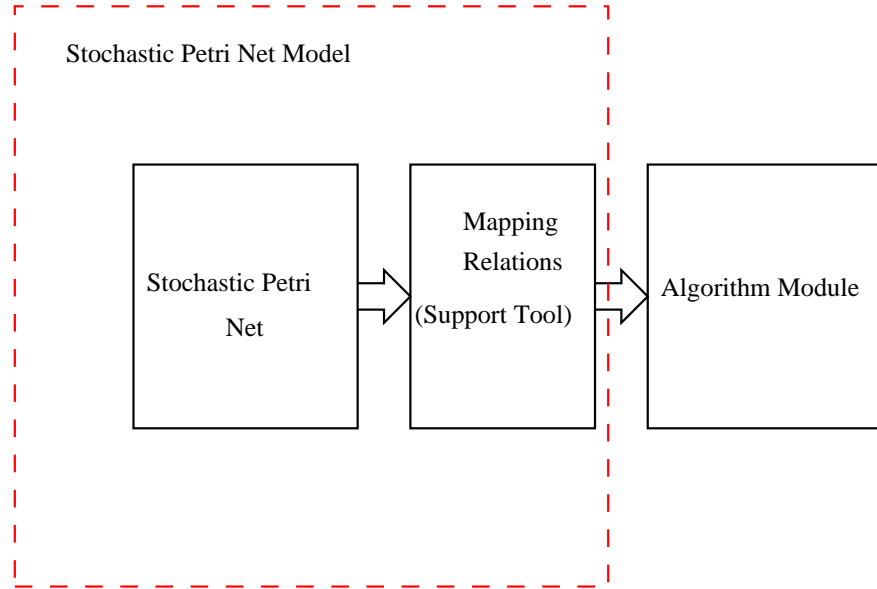 Stochastic Petri Net Model
Stochastic Petri
Net
Mapping
Relations
(Support Tool)
Algorithm Module